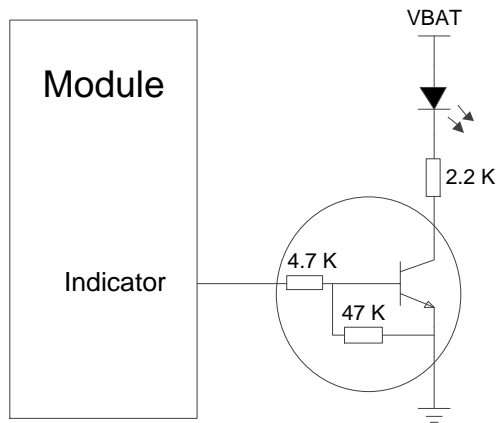 VBAT
Module
2.2 K
4.7 K
Indicator
47 K